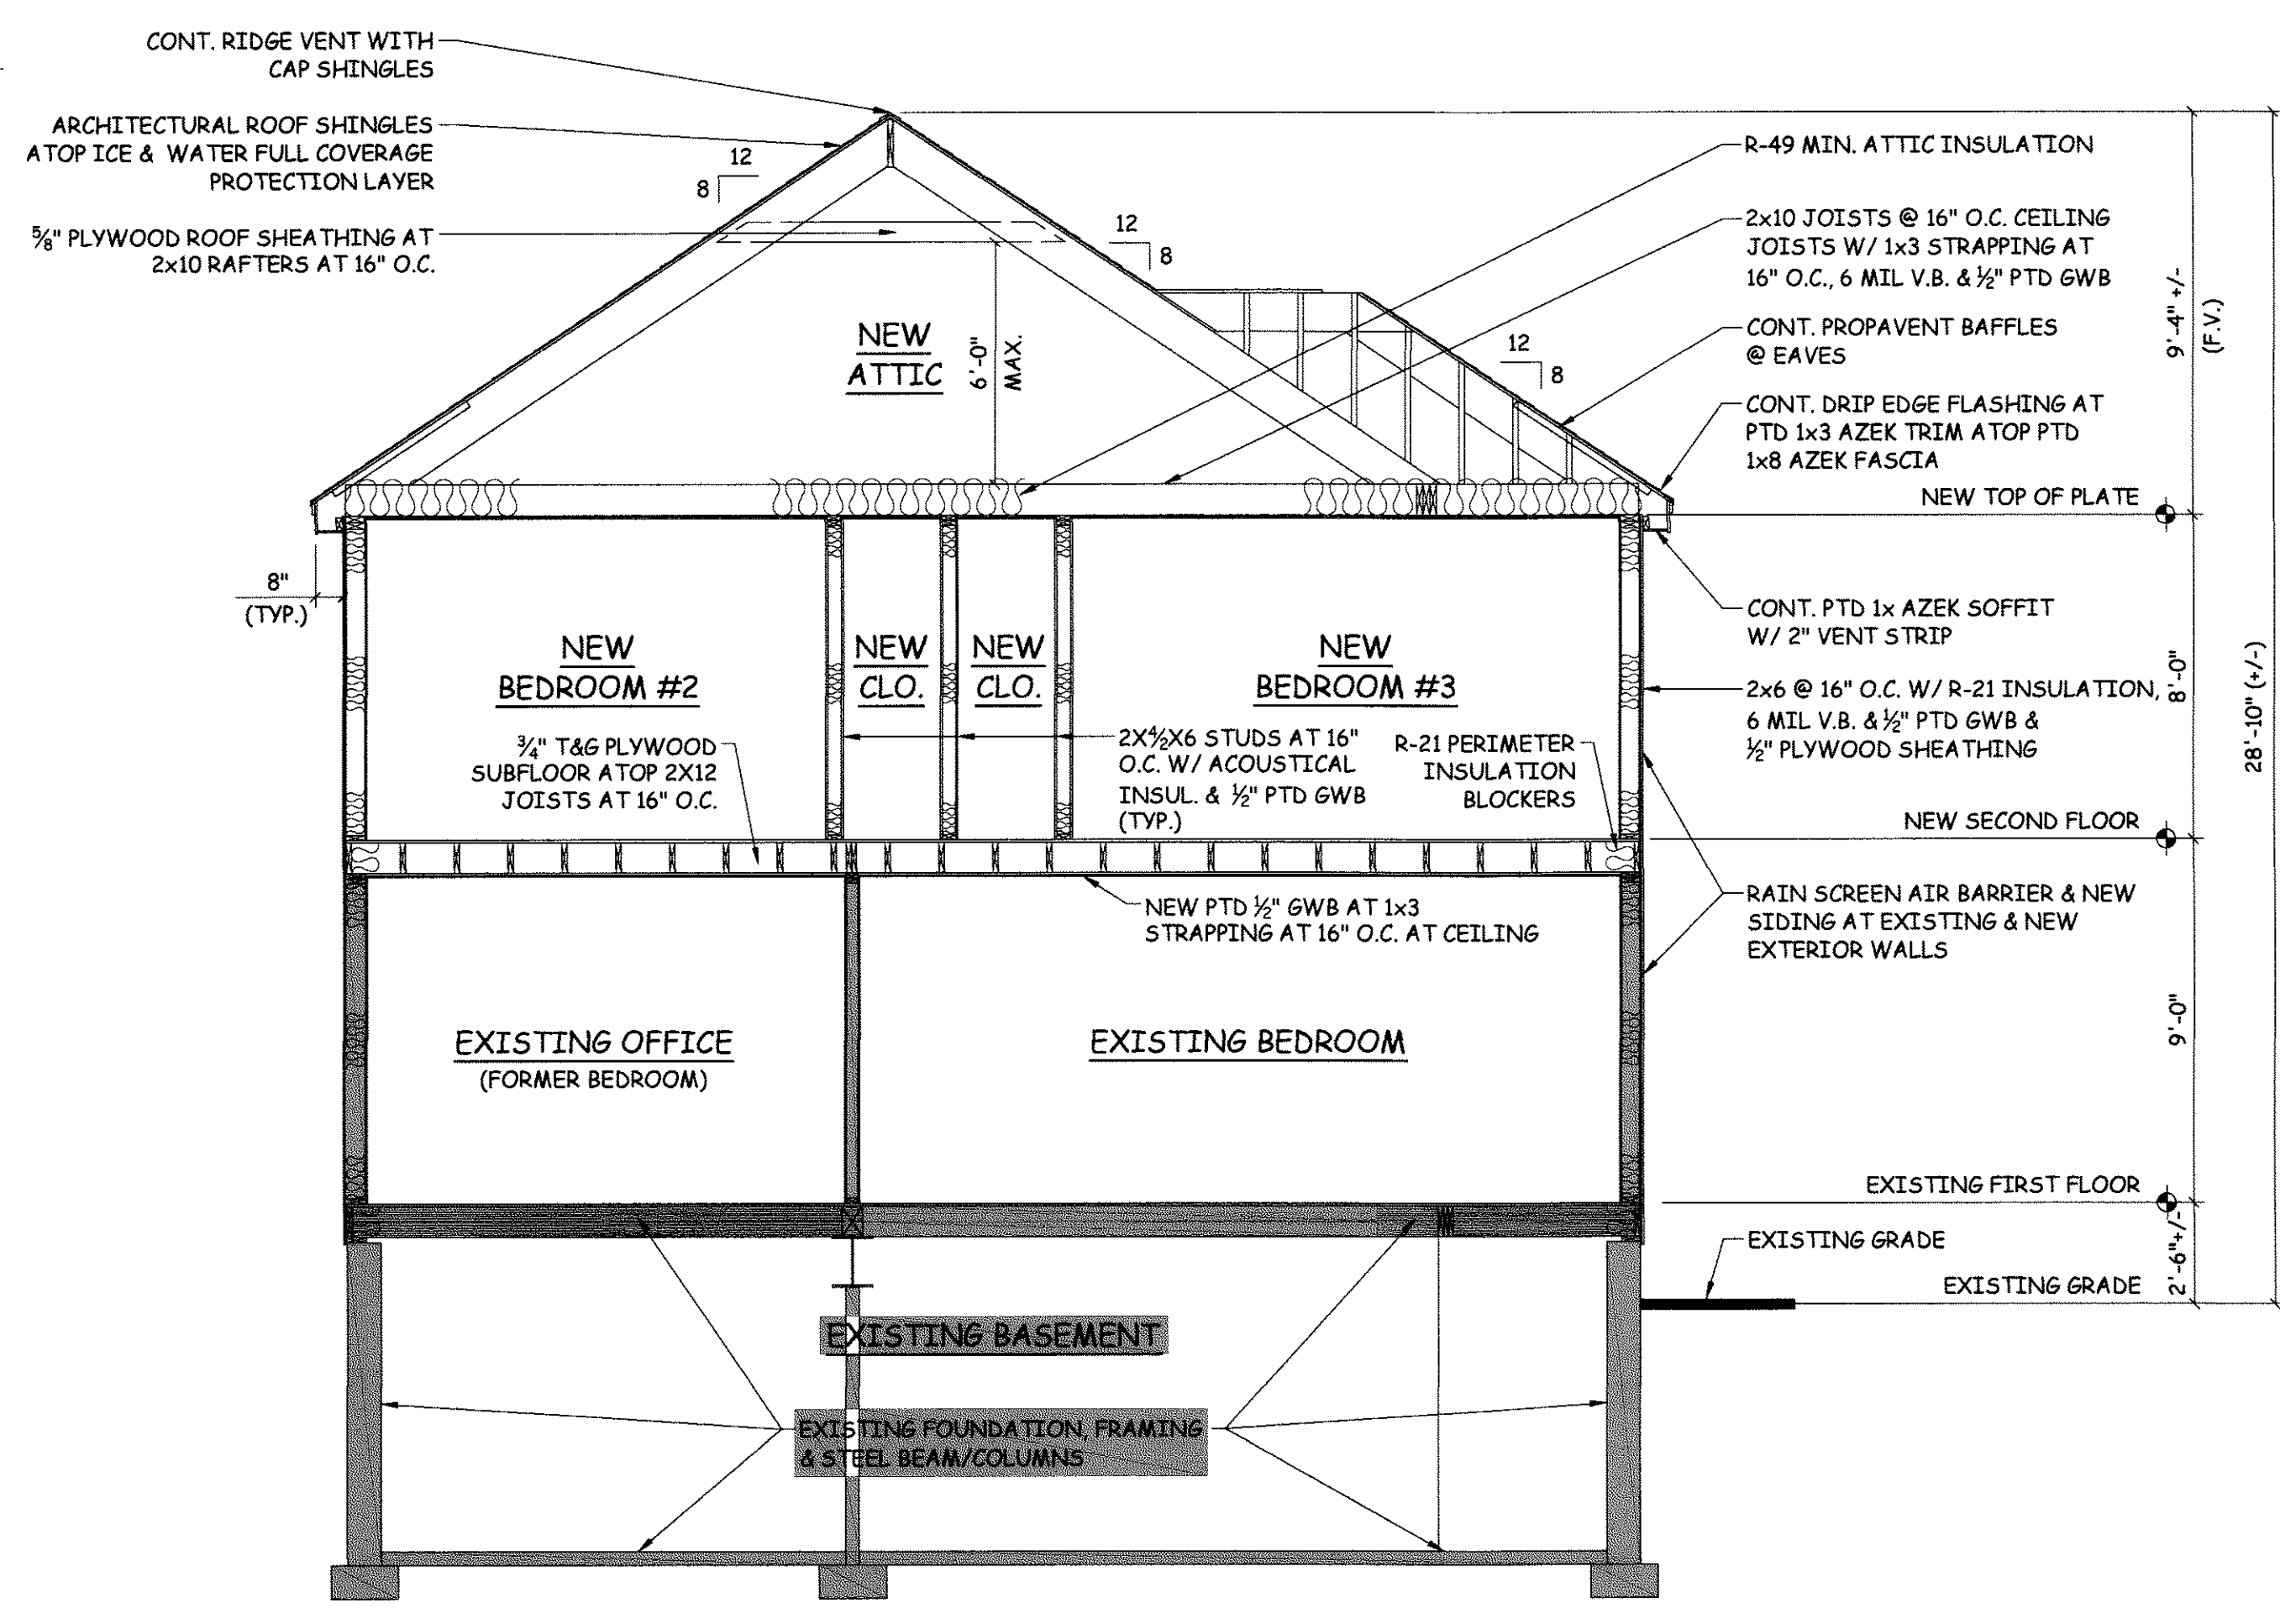 CONT. RIDGE VENT WITH
CAP SHINGLES
ARCHITECTURAL ROOF SHINGLES
ATOP ICE & WATER FULL COVERAGE
PROTECTION LAYER
5/8" PLYWOOD ROOF SHEATHING AT
2x10 RAFTERS AT 16" O.C.
12
8
12
8
12
8
NEW
ATTIC
6'-0"
MAX.
R-49 MIN. ATTIC INSULATION
2x10 JOISTS @ 16" O.C. CEILING
JOISTS W/ 1x3 STRAPPING AT
16" O.C., 6 MIL V.B. & ½" PTD GWB
CONT. PROPAVENT BAFFLES
@ EAVES
CONT. DRIP EDGE FLASHING AT
PTD 1x3 AZEK TRIM ATOP PTD
1x8 AZEK FASCIA
NEW TOP OF PLATE
9'-4" +/-
(F.V.)
8"
(TYP.)
CONT. PTD 1x AZEK SOFFIT
W/ 2" VENT STRIP
NEW
BEDROOM #2
NEW
CLO.
NEW
CLO.
NEW
BEDROOM #3
2x6 @ 16" O.C. W/ R-21 INSULATION,
6 MIL V.B. & ½" PTD GWB &
½" PLYWOOD SHEATHING
8'-0"
28'-10" (+/-)
¾" T&G PLYWOOD
SUBFLOOR ATOP 2X12
JOISTS AT 16" O.C.
2X4/2X6 STUDS AT 16"
O.C. W/ ACOUSTICAL
INSUL. & ½" PTD GWB
(TYP.)
R-21 PERIMETER
INSULATION
BLOCKERS
NEW SECOND FLOOR
NEW PTD ½" GWB AT 1x3
STRAPPING AT 16" O.C. AT CEILING
RAIN SCREEN AIR BARRIER & NEW
SIDING AT EXISTING & NEW
EXTERIOR WALLS
9'-0"
EXISTING OFFICE
(FORMER BEDROOM)
EXISTING BEDROOM
EXISTING FIRST FLOOR
EXISTING GRADE
EXISTING GRADE
2'-6"+/-
EXISTING BASEMENT
EXISTING FOUNDATION, FRAMING
& STEEL BEAM/COLUMNS